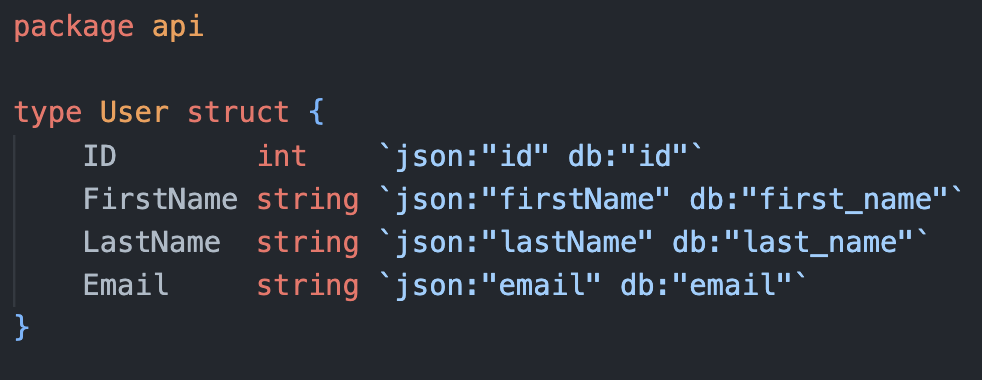 package api
type User struct {
    ID        int    `json:"id" db:"id"`
    FirstName string `json:"firstName" db:"first_name"`
    LastName  string `json:"lastName" db:"last_name"`
    Email     string `json:"email" db:"email"`
}